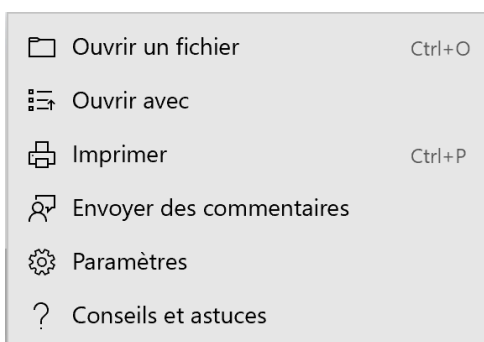 Ouvrir un fichier Ctrl+O
Ouvrir avec
Imprimer Ctrl+P
Envoyer des commentaires
Paramètres
? Conseils et astuces